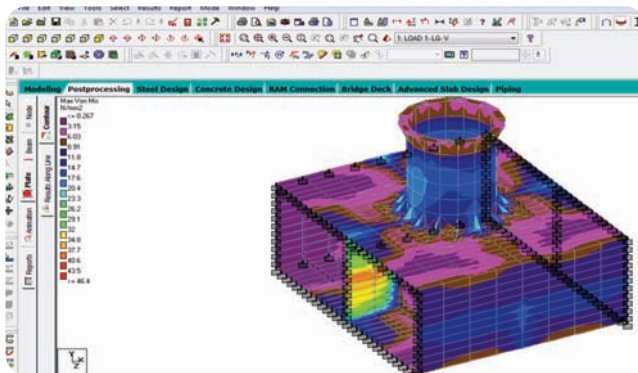 File Edit View Tools Select Results Report Mode Window Help
1: LOAD 1-LG-V
Modeling Postprocessing Steel Design Concrete Design RAM Connection Bridge Deck Advanced Slab Design Piping
Node
Beam
Plate
Animation
Reports
Contour
Results Along Line
Max Von Mis
N/mm2
<= 0.267
3.15
6.03
8.91
11.8
14.7
17.6
20.4
23.3
26.2
29.1
32
34.8
37.7
40.6
43.5
>= 46.4
Y
X
Z